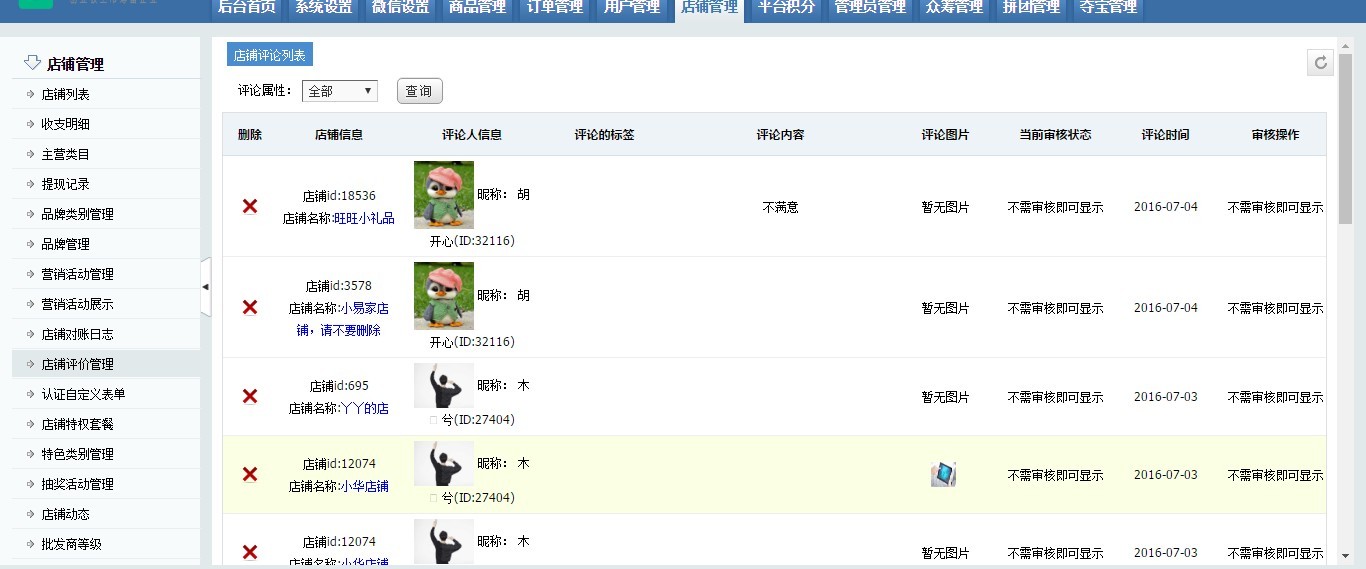 后台首页 系统设置 微信设置 商品管理 订单管理 用户管理 店铺管理 平台积分 管理员管理 众筹管理 拼团管理 夺宝管理
店铺管理
店铺列表
收支明细
主营类目
提现记录
品牌类别管理
品牌管理
营销活动管理
营销活动展示
店铺对账日志
店铺评价管理
认证自定义表单
店铺特权套餐
特色类别管理
抽奖活动管理
店铺动态
批发商等级
店铺评论列表
评论属性： 全部 查询
删除 店铺信息 评论人信息 评论的标签 评论内容 评论图片 当前审核状态 评论时间 审核操作
店铺id:18536
店铺名称:旺旺小礼品
昵称： 胡
开心(ID:32116)
不满意 暂无图片 不需审核即可显示 2016-07-04 不需审核即可显示
店铺id:3578
店铺名称:小易家店
铺，请不要删除
昵称： 胡
开心(ID:32116)
暂无图片 不需审核即可显示 2016-07-04 不需审核即可显示
店铺id:695
店铺名称:丫丫的店
昵称： 木
兮(ID:27404)
暂无图片 不需审核即可显示 2016-07-03 不需审核即可显示
店铺id:12074
店铺名称:小华店铺
昵称： 木
兮(ID:27404)
不需审核即可显示 2016-07-03 不需审核即可显示
店铺id:12074
店铺名称:小华店铺
昵称： 木
暂无图片 不需审核即可显示 2016-07-03 不需审核即可显示